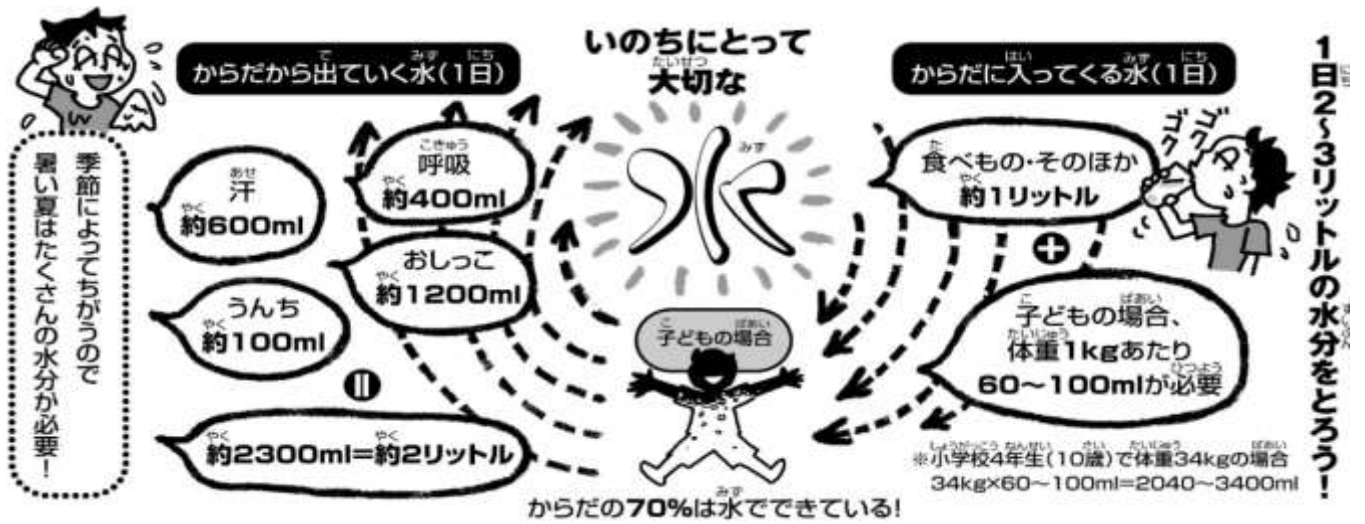 いのちにとって
大切な
水
からだに入ってくる水(1日)
食べもの・そのほか
約1リットル
+
子どもの場合、
体重1kgあたり
60〜100mlが必要
※小学校4年生(10歳)で体重34kgの場合
34kg×60〜100ml=2040〜3400ml
1日2〜3リットルの水分をとろう!
ゴク
ゴク
からだから出ていく水(1日)
呼吸
約400ml
汗
約600ml
おしっこ
約1200ml
うんち
約100ml
=
約2300ml=約2リットル
季節によってちがうので
暑い夏はたくさんの水分が必要!
子どもの場合
からだの70%は水でできている!